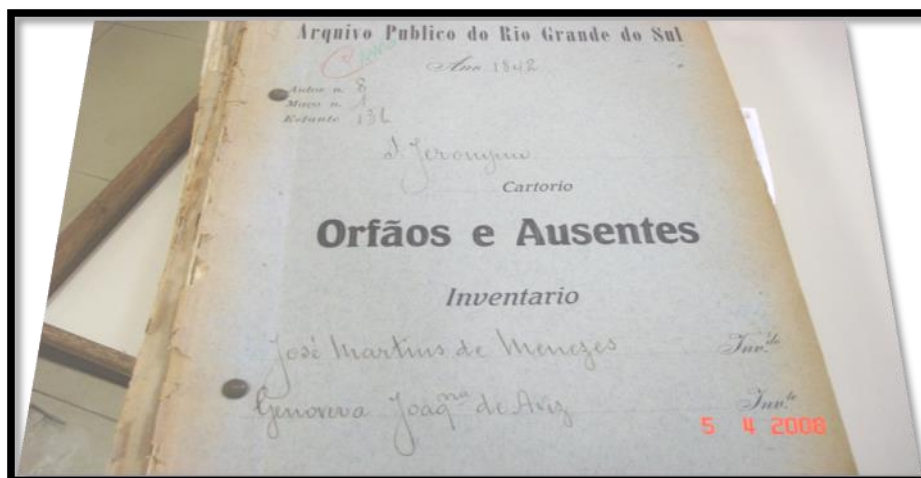 Arquivo Publico do Rio Grande do Sul
Ano 1842
Autos n. 8
Maço n. 1
Estante 136
S. Jeronymo
Cartorio
Orfãos e Ausentes
Inventario
José Martins de Menezes Inv.do
Genoveva Joaq.na de Aviz Inv.te
5 4 2008